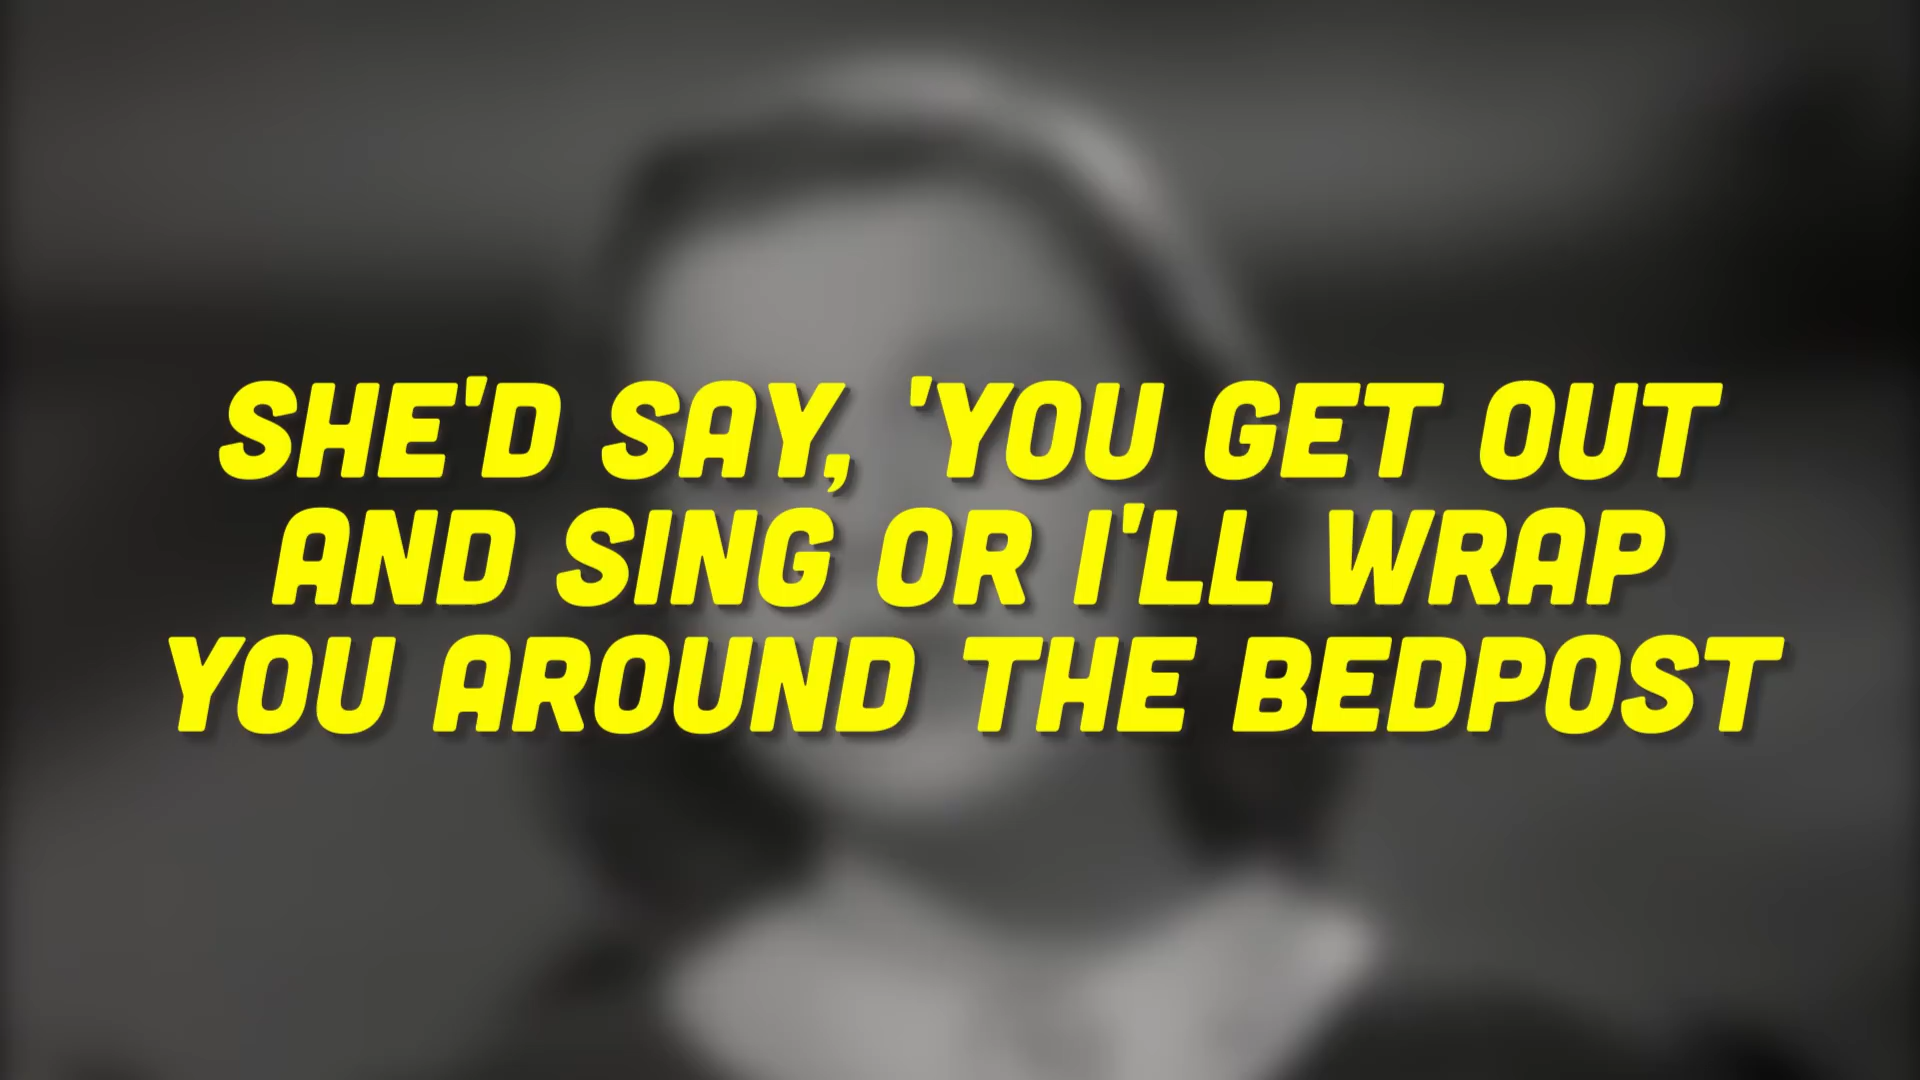 SHE'D SAY, 'YOU GET OUT
AND SING OR I'LL WRAP
YOU AROUND THE BEDPOST